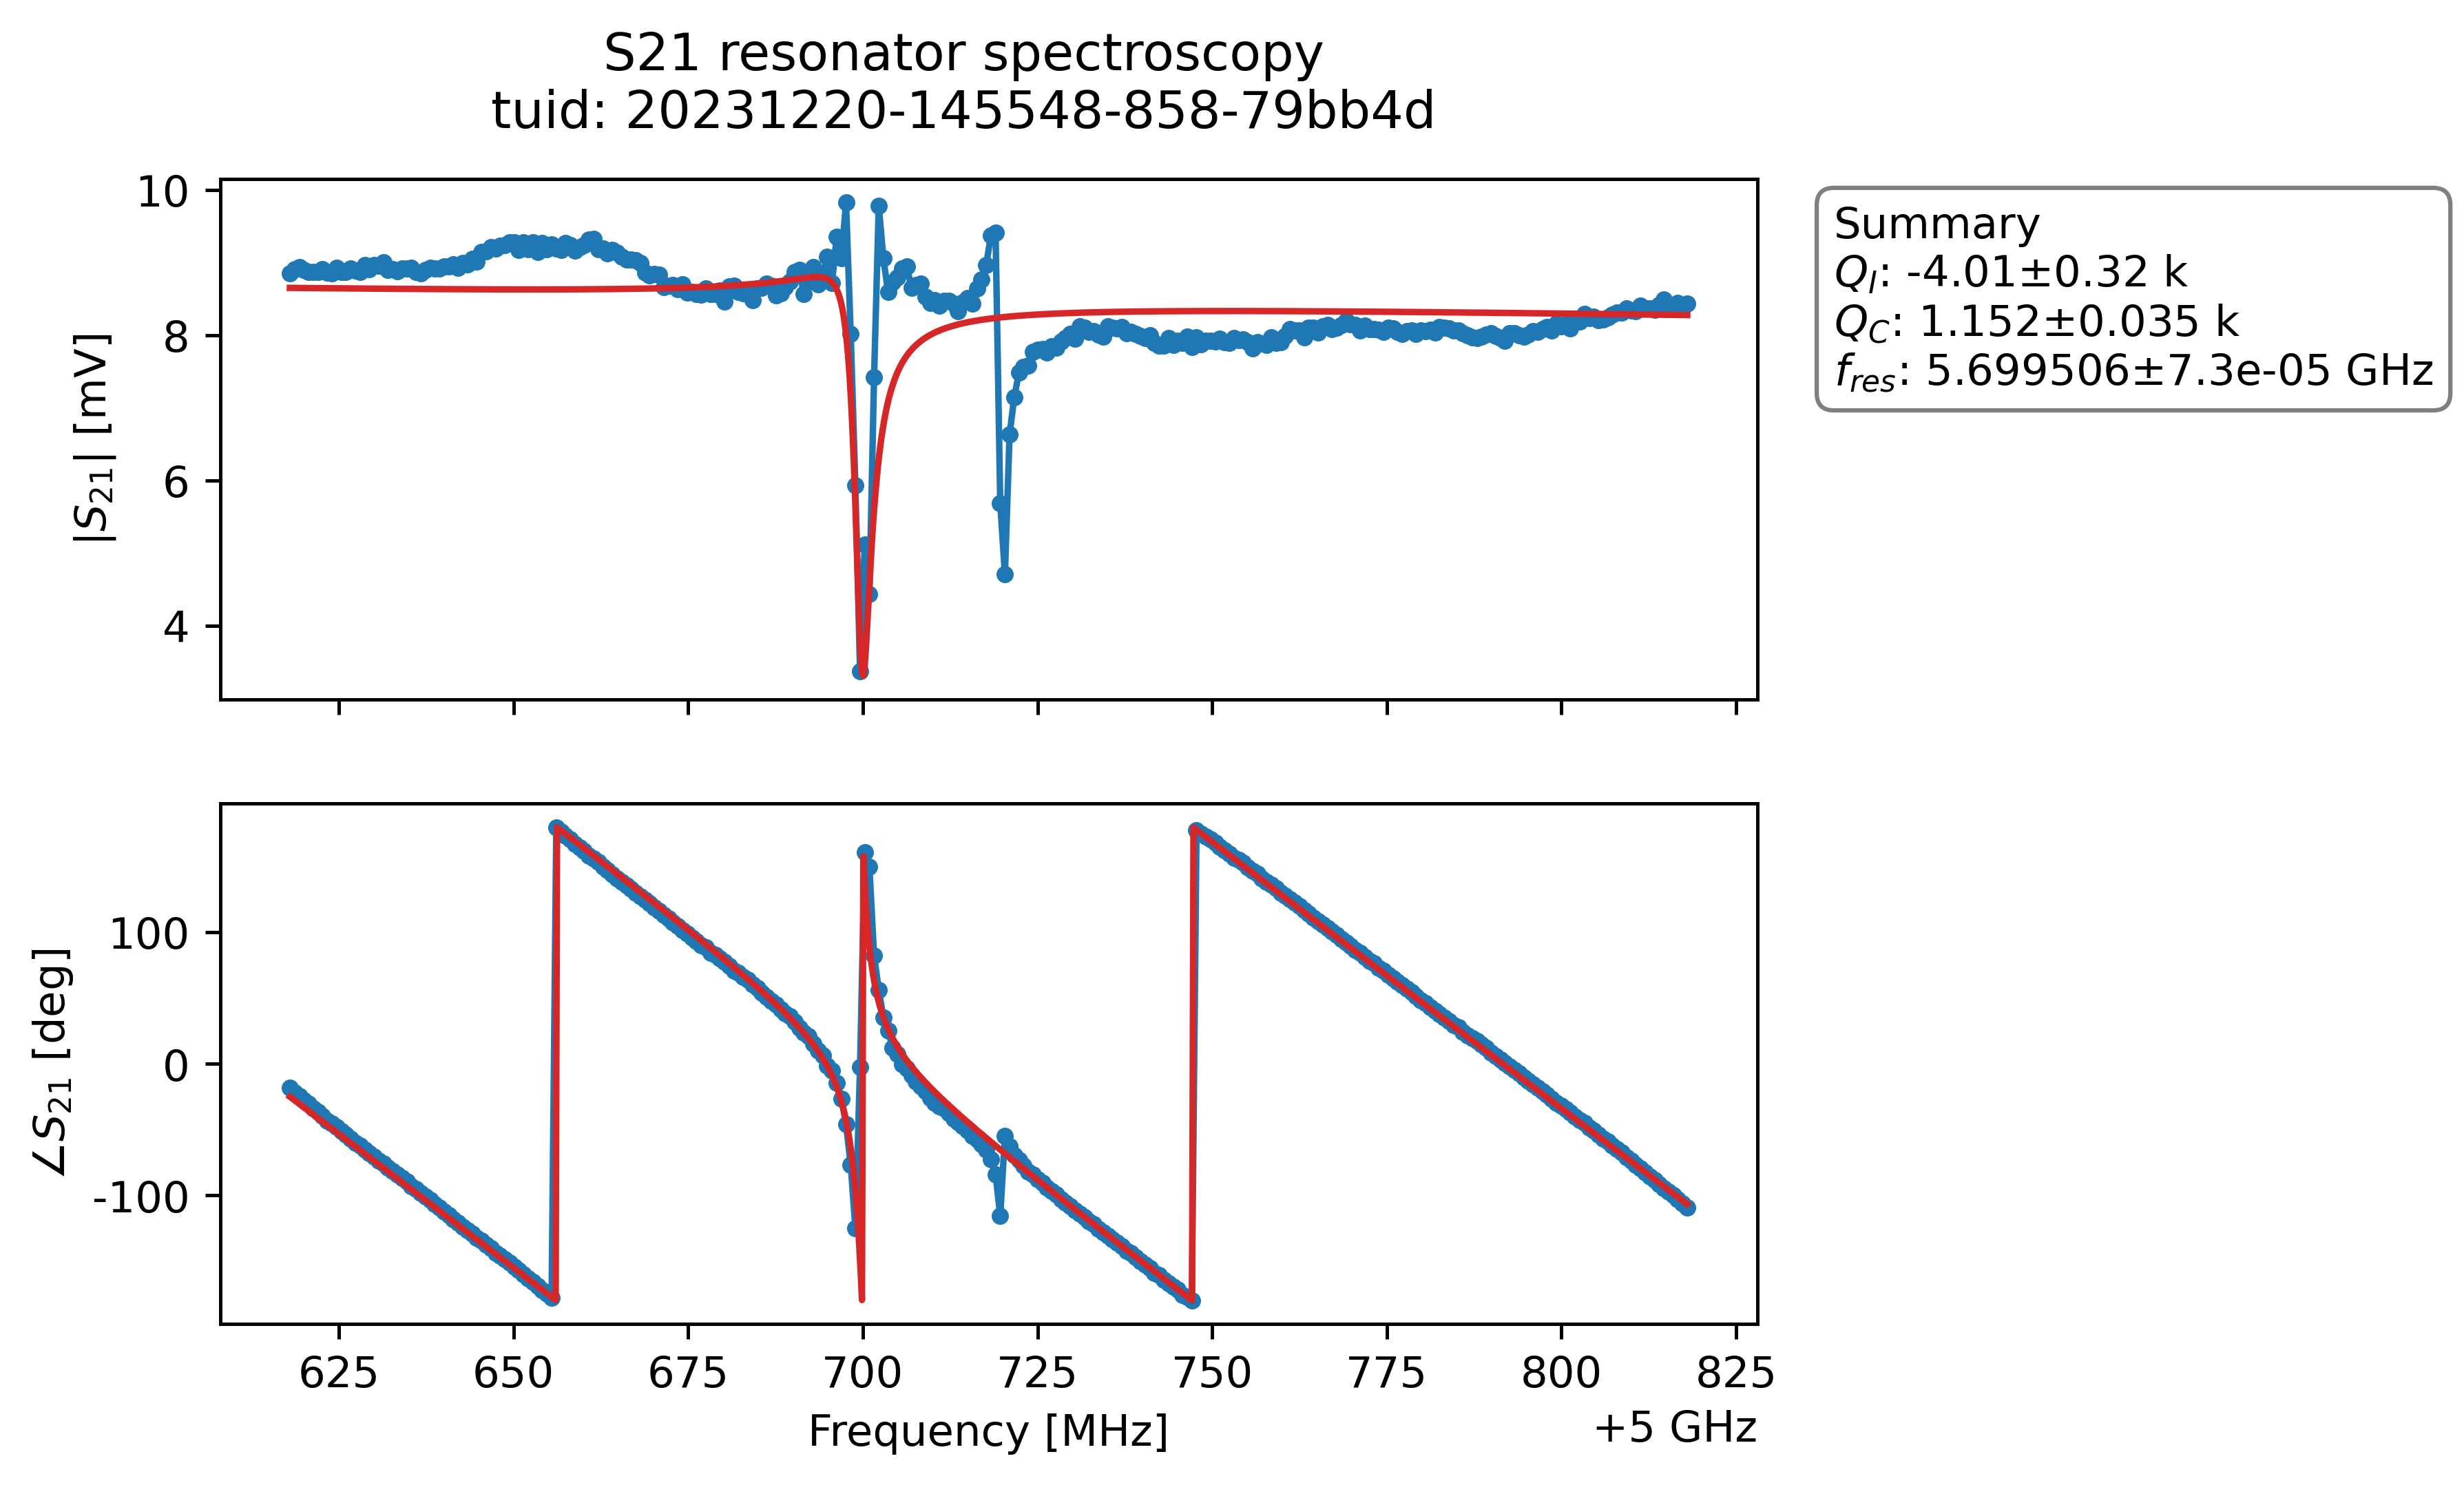 S21 resonator spectroscopy
tuid: 20231220-145548-858-79bb4d
10
8
6
4
|S21| [mV]
Summary
QI: -4.01±0.32 k
QC: 1.152±0.035 k
fres: 5.699506±7.3e-05 GHz
100
0
-100
∠S21 [deg]
625 650 675 700 725 750 775 800 825
Frequency [MHz]
+5 GHz